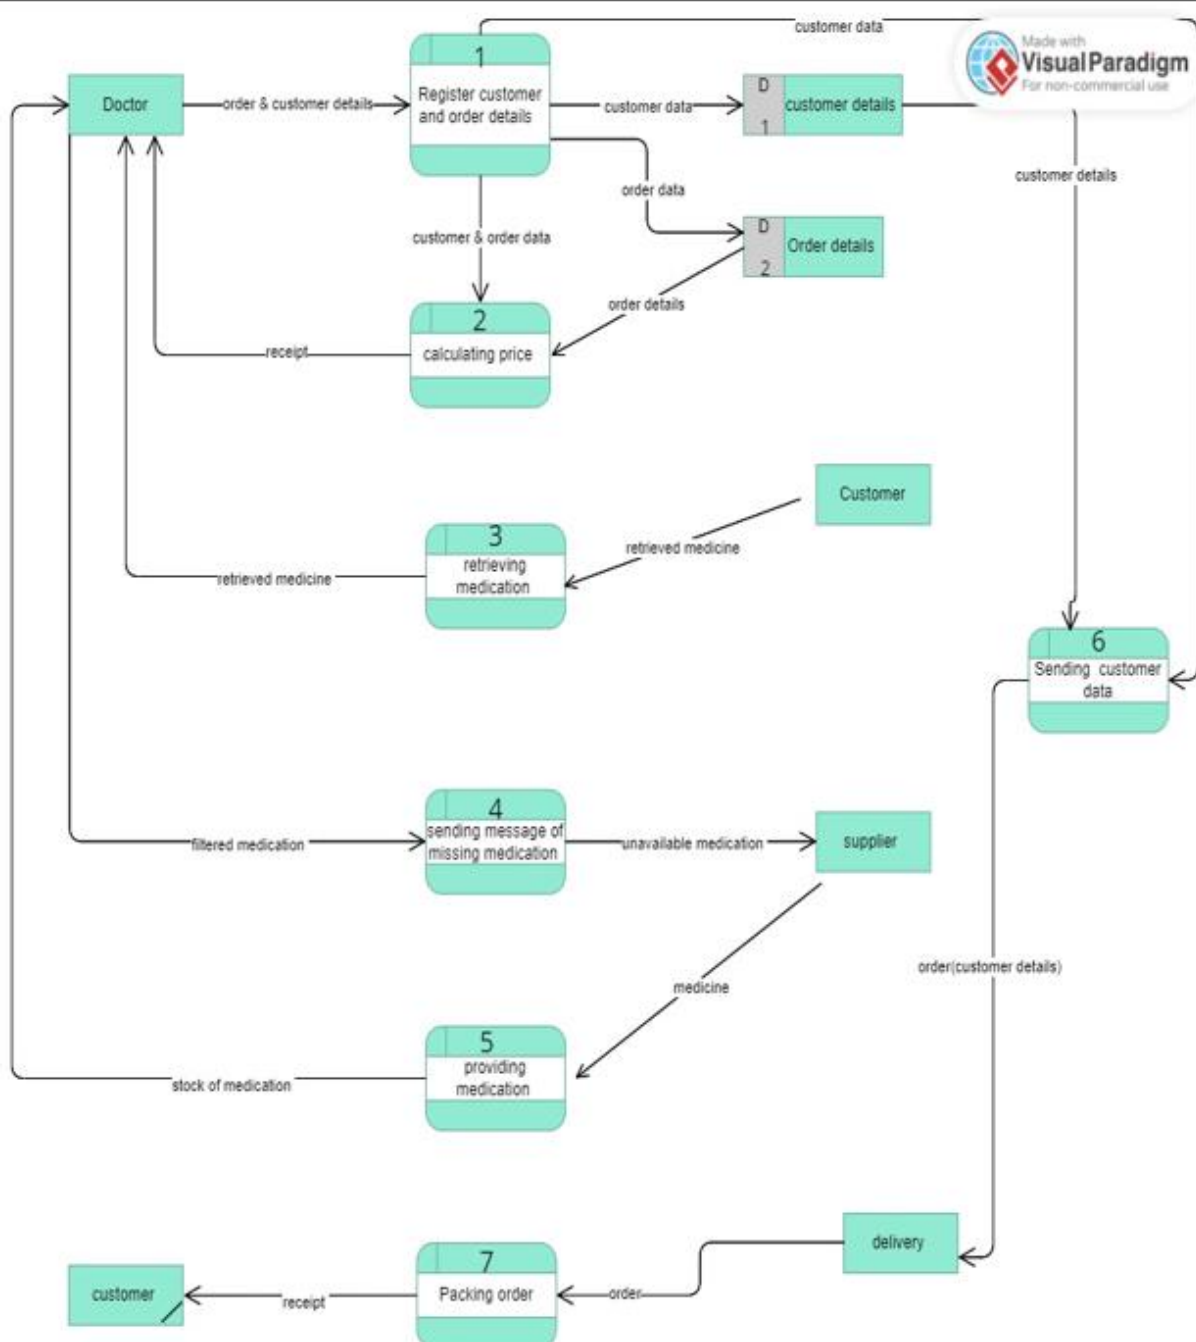 customer data
Made with
Visual Paradigm
For non-commercial use
1
Register customer
and order details
Doctor
order & customer details
customer data
D
1
customer details
customer details
order data
customer & order data
D
2
Order details
order details
2
calculating price
receipt
Customer
3
retrieving
medication
retrieved medicine
retrieved medicine
6
Sending customer
data
4
sending message of
missing medication
filtered medication
unavailable medication
supplier
order(customer details)
medicine
5
providing
medication
stock of medication
delivery
7
Packing order
order
customer
receipt